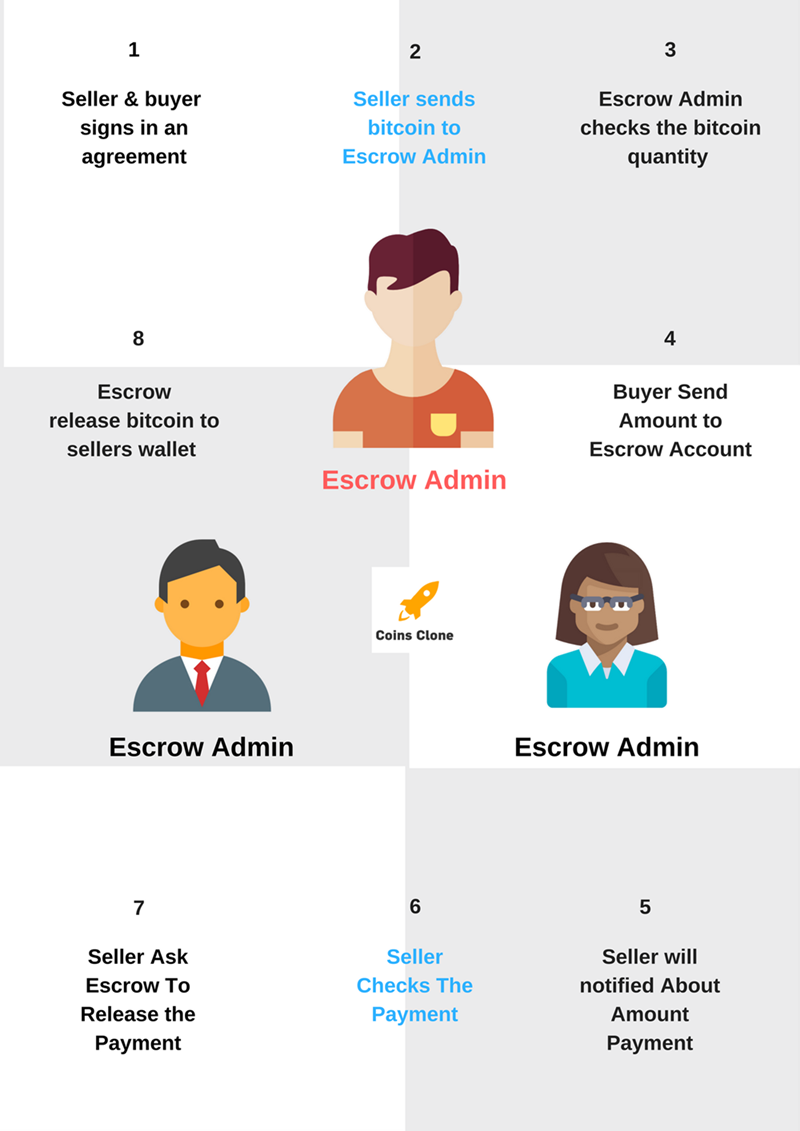 1
Seller & buyer
signs in an
agreement
2
Seller sends
bitcoin to
Escrow Admin
3
Escrow Admin
checks the bitcoin
quantity
8
Escrow
release bitcoin to
sellers wallet
4
Buyer Send
Amount to
Escrow Account
Escrow Admin
Coins Clone
Escrow Admin
Escrow Admin
7
Seller Ask
Escrow To
Release the
Payment
6
Seller
Checks The
Payment
5
Seller will
notified About
Amount
Payment